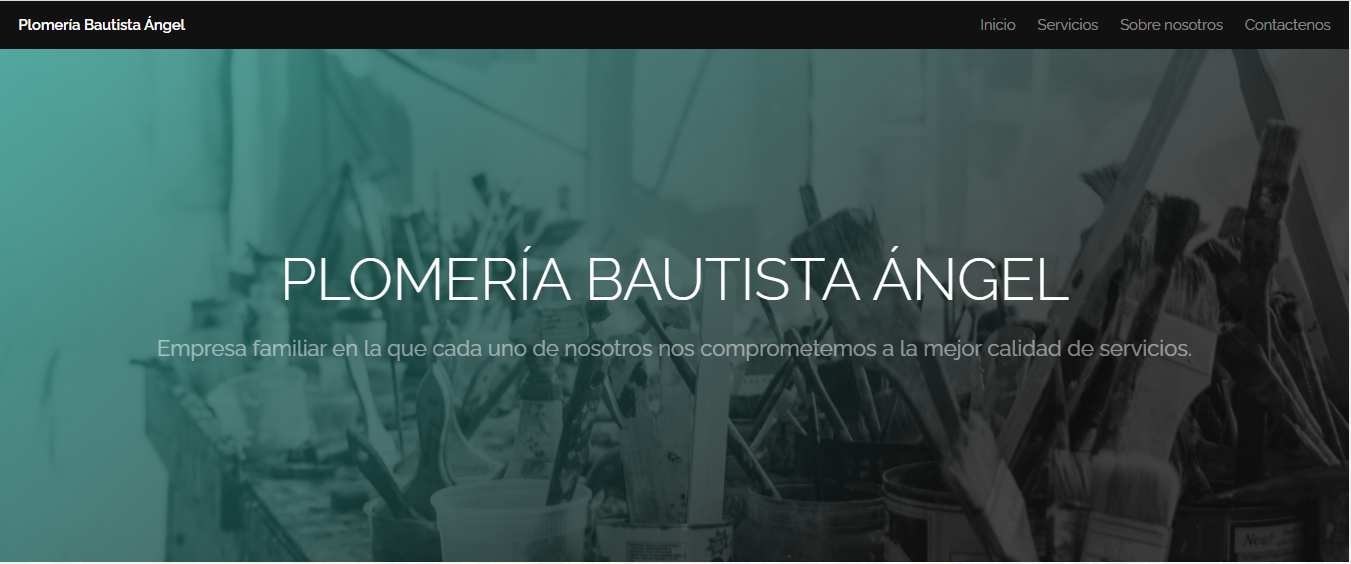 Plomería Bautista Ángel
Inicio Servicios Sobre nosotros Contactenos
PLOMERÍA BAUTISTA ÁNGEL
Empresa familiar en la que cada uno de nosotros nos comprometemos a la mejor calidad de servicios.
New!